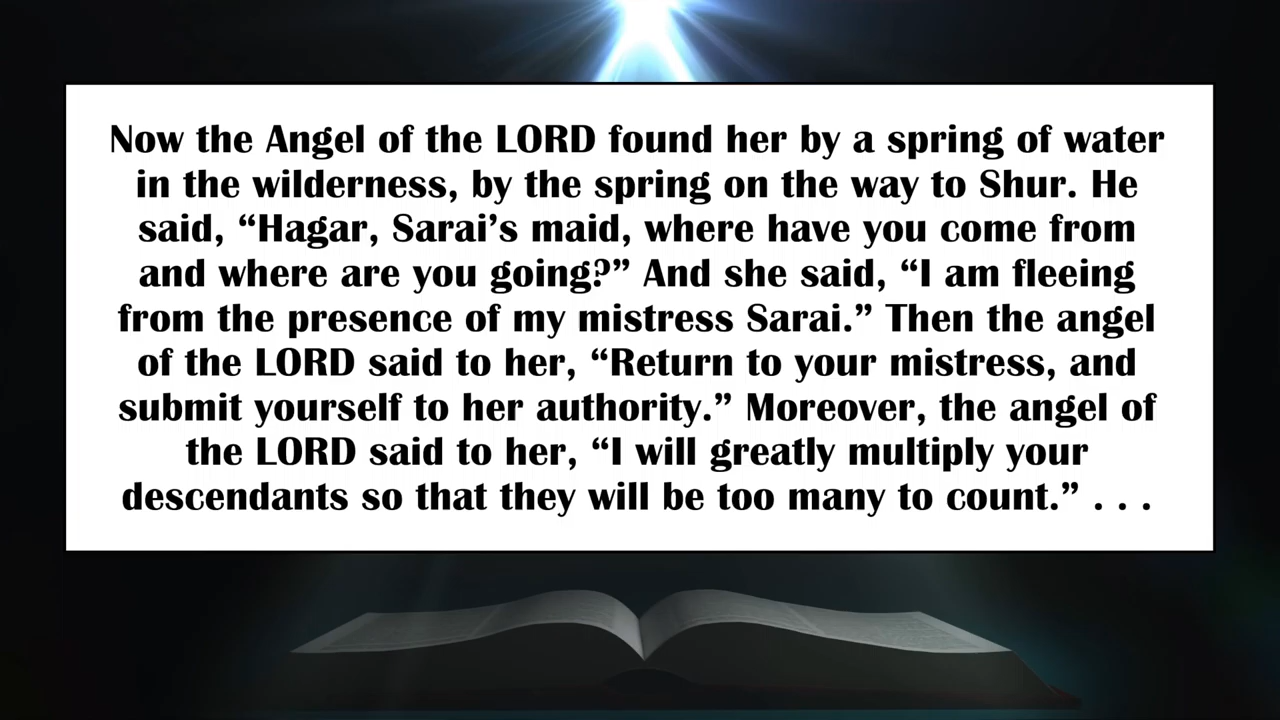 Now the Angel of the LORD found her by a spring of water
in the wilderness, by the spring on the way to Shur. He
said, “Hagar, Sarai’s maid, where have you come from
and where are you going?” And she said, “I am fleeing
from the presence of my mistress Sarai.” Then the angel
of the LORD said to her, “Return to your mistress, and
submit yourself to her authority.” Moreover, the angel of
the LORD said to her, “I will greatly multiply your
descendants so that they will be too many to count.” . . .